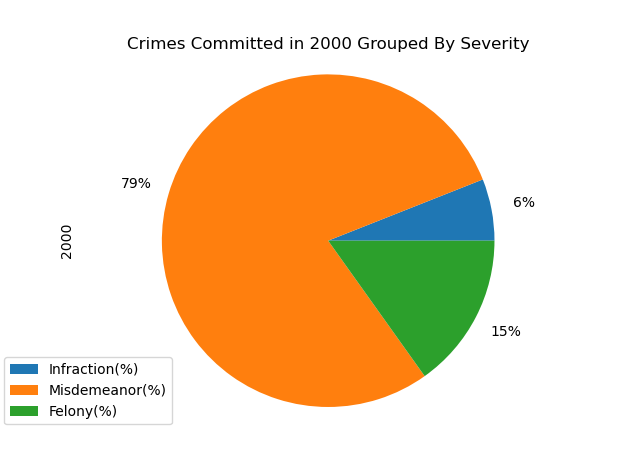 Crimes Committed in 2000 Grouped By Severity
79%
6%
2000
15%
Infraction(%)
Misdemeanor(%)
Felony(%)